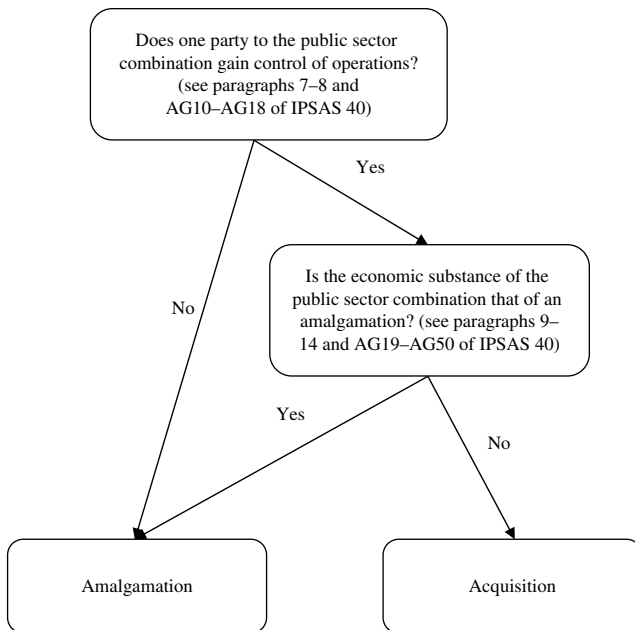 Does one party to the public sector
combination gain control of operations?
(see paragraphs 7–8 and
AG10–AG18 of IPSAS 40)
Yes
No
Is the economic substance of the
public sector combination that of an
amalgamation? (see paragraphs 9–
14 and AG19–AG50 of IPSAS 40)
Yes
No
Amalgamation
Acquisition